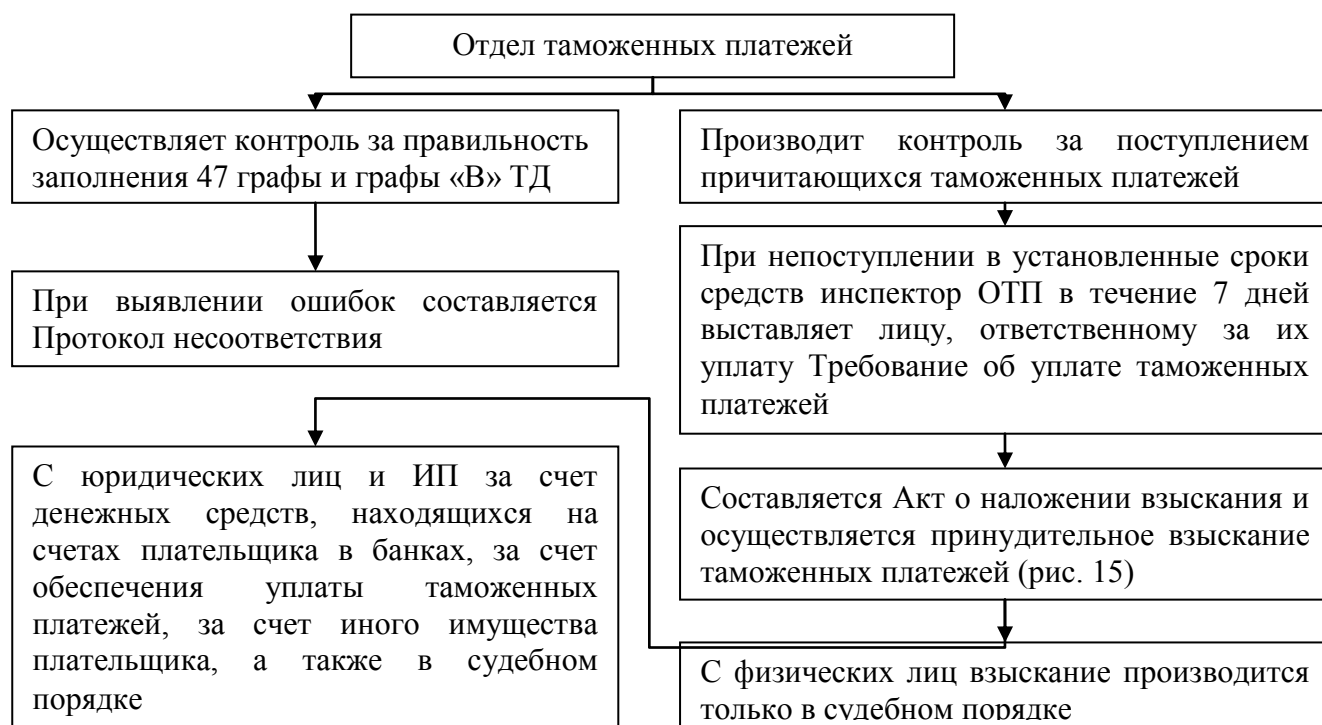 Отдел таможенных платежей
Осуществляет контроль за правильность
заполнения 47 графы и графы «В» ТД
При выявлении ошибок составляется
Протокол несоответствия
Производит контроль за поступлением
причитающихся таможенных платежей
При непоступлении в установленные сроки
средств инспектор ОТП в течение 7 дней
выставляет лицу, ответственному за их
уплату Требование об уплате таможенных
платежей
Составляется Акт о наложении взыскания и
осуществляется принудительное взыскание
таможенных платежей (рис. 15)
С юридических лиц и ИП за счет
денежных средств, находящихся на
счетах плательщика в банках, за счет
обеспечения уплаты таможенных
платежей, за счет иного имущества
плательщика, а также в судебном
порядке
С физических лиц взыскание производится
только в судебном порядке